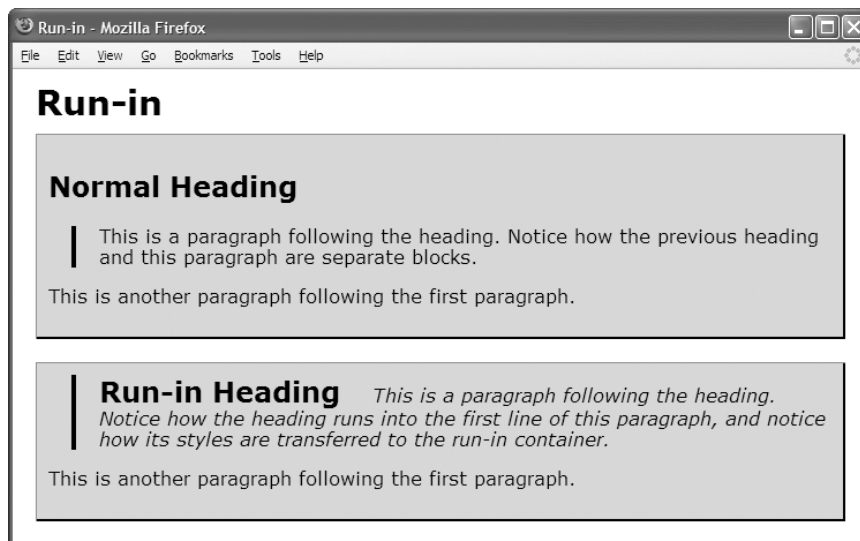 Run-in - Mozilla Firefox
File Edit View Go Bookmarks Tools Help
Run-in
Normal Heading
This is a paragraph following the heading. Notice how the previous heading
and this paragraph are separate blocks.
This is another paragraph following the first paragraph.
Run-in Heading This is a paragraph following the heading.
Notice how the heading runs into the first line of this paragraph, and notice
how its styles are transferred to the run-in container.
This is another paragraph following the first paragraph.